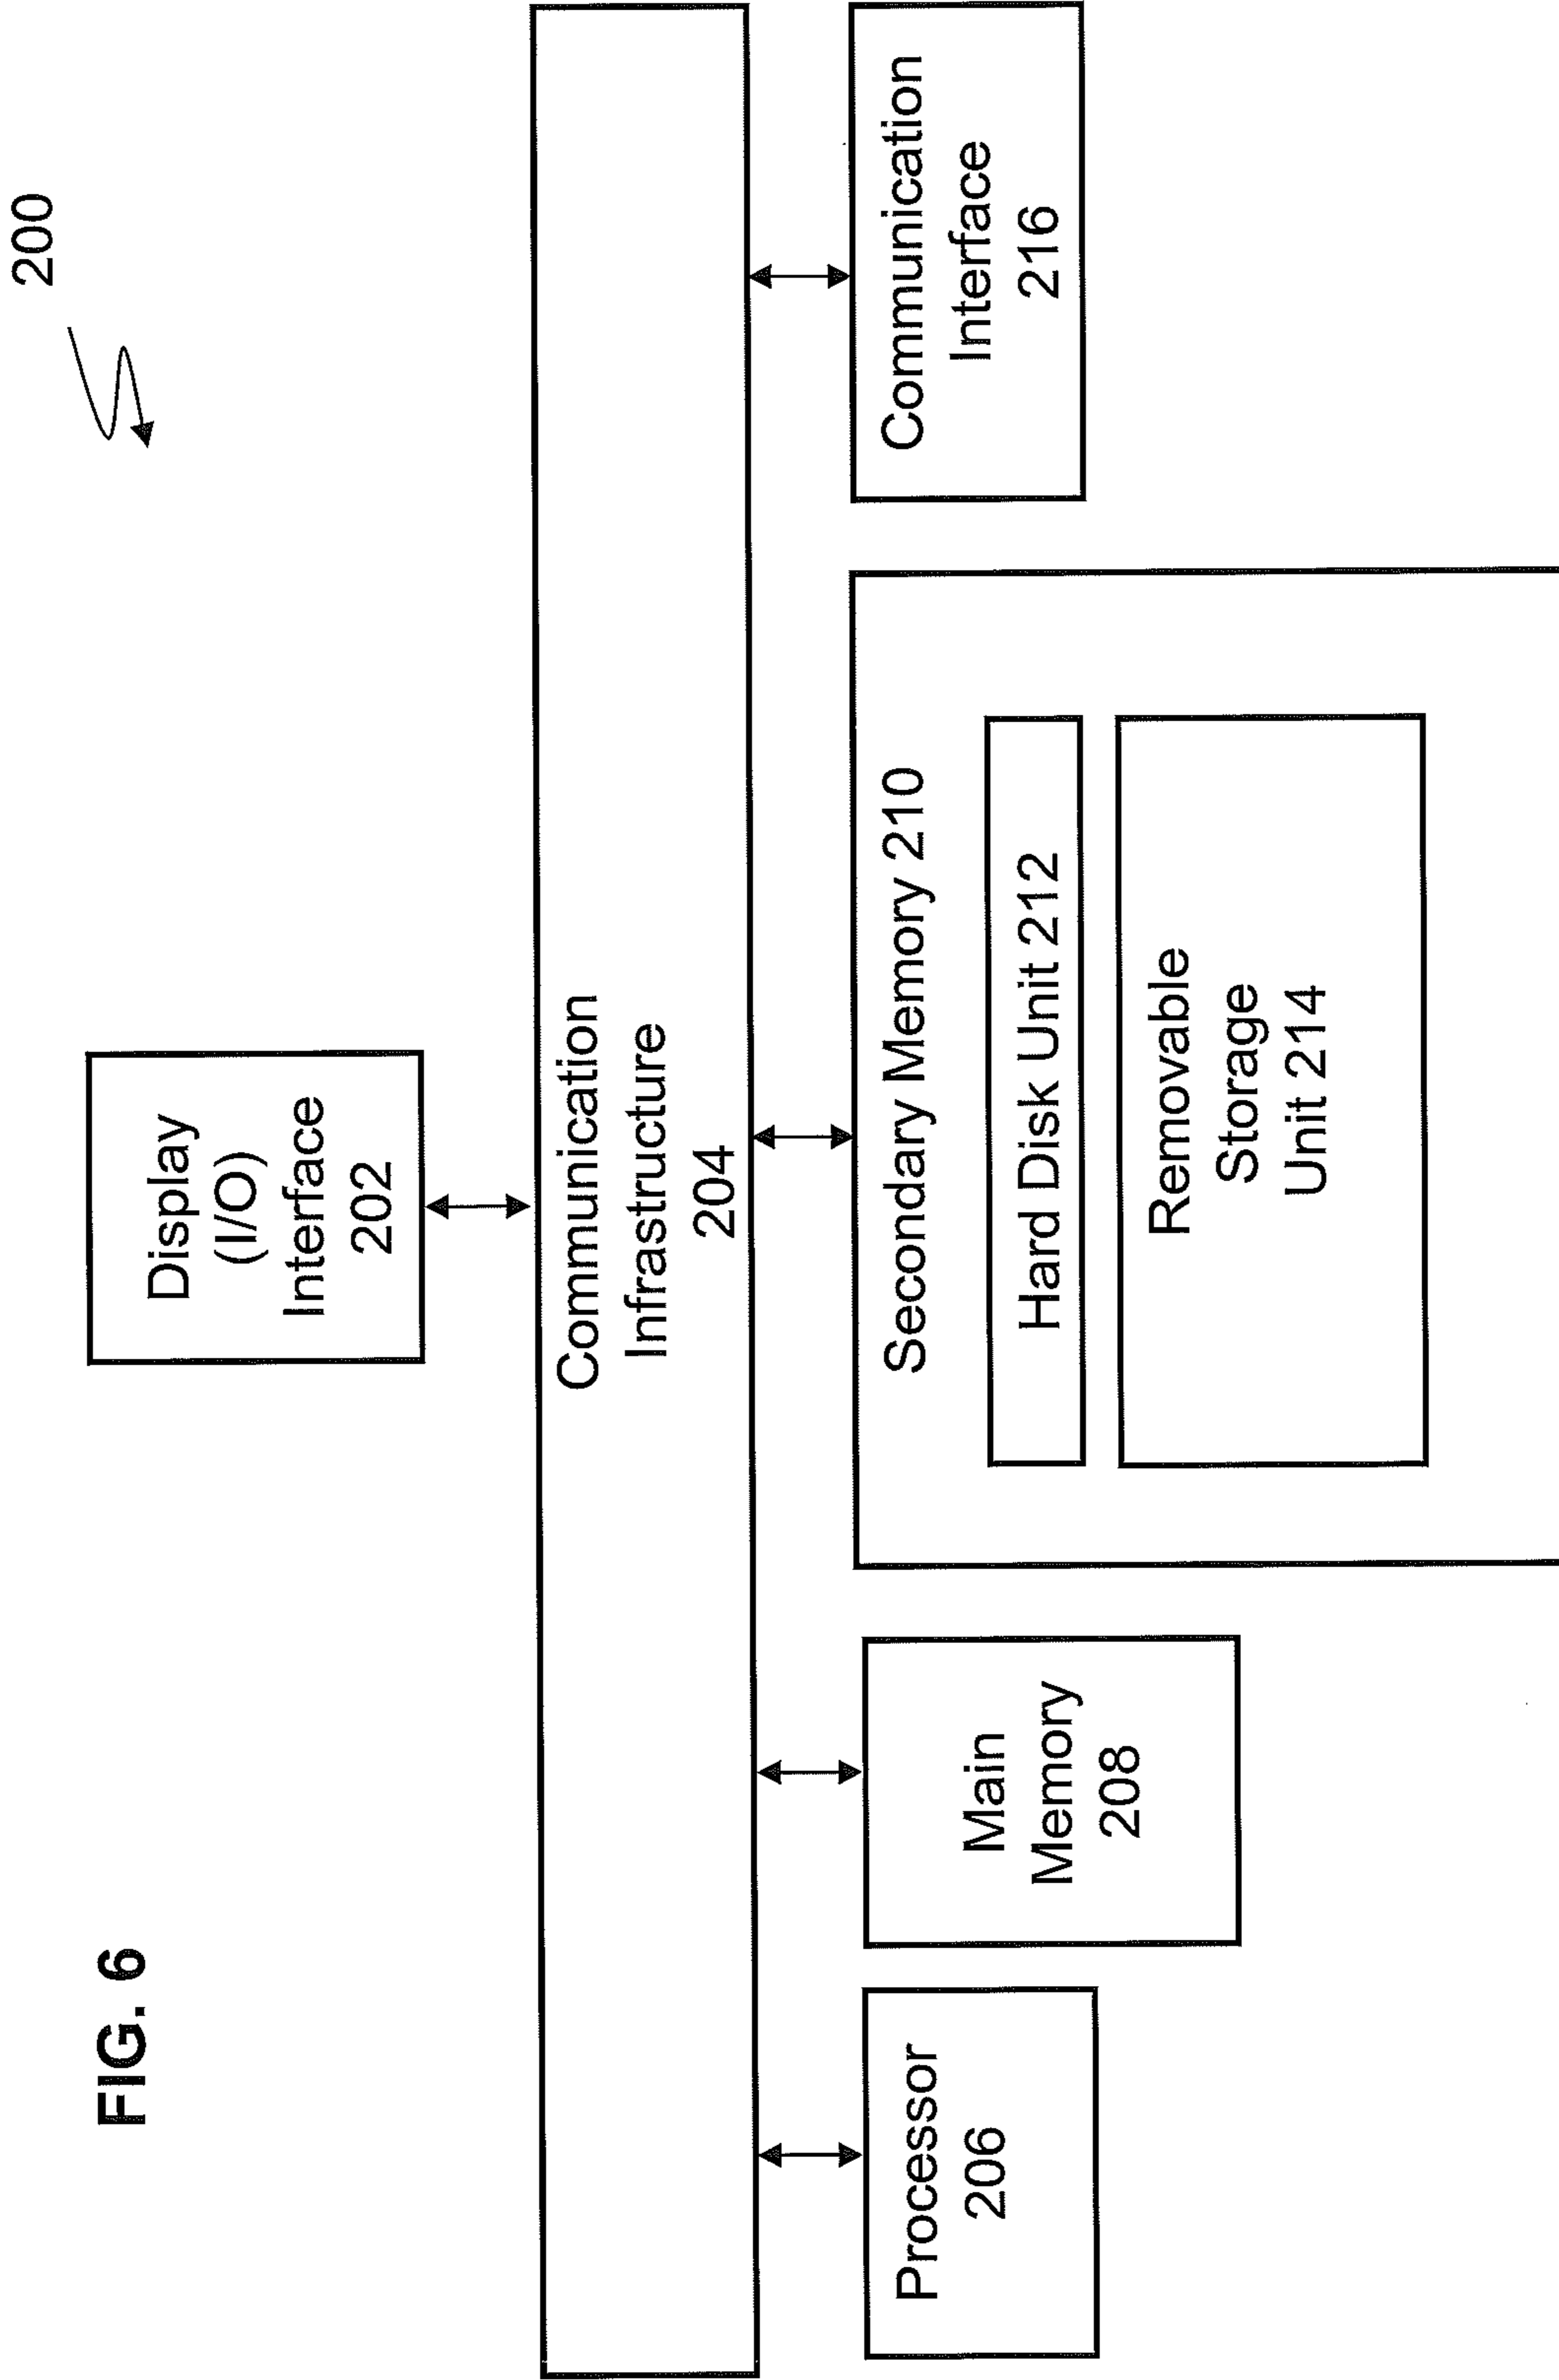 FIG. 6
200
Display
(I/O)
Interface
202
Communication
Infrastructure
204
Processor
206
Main
Memory
208
Secondary Memory 210
Hard Disk Unit 212
Removable
Storage
Unit 214
Communication
Interface
216